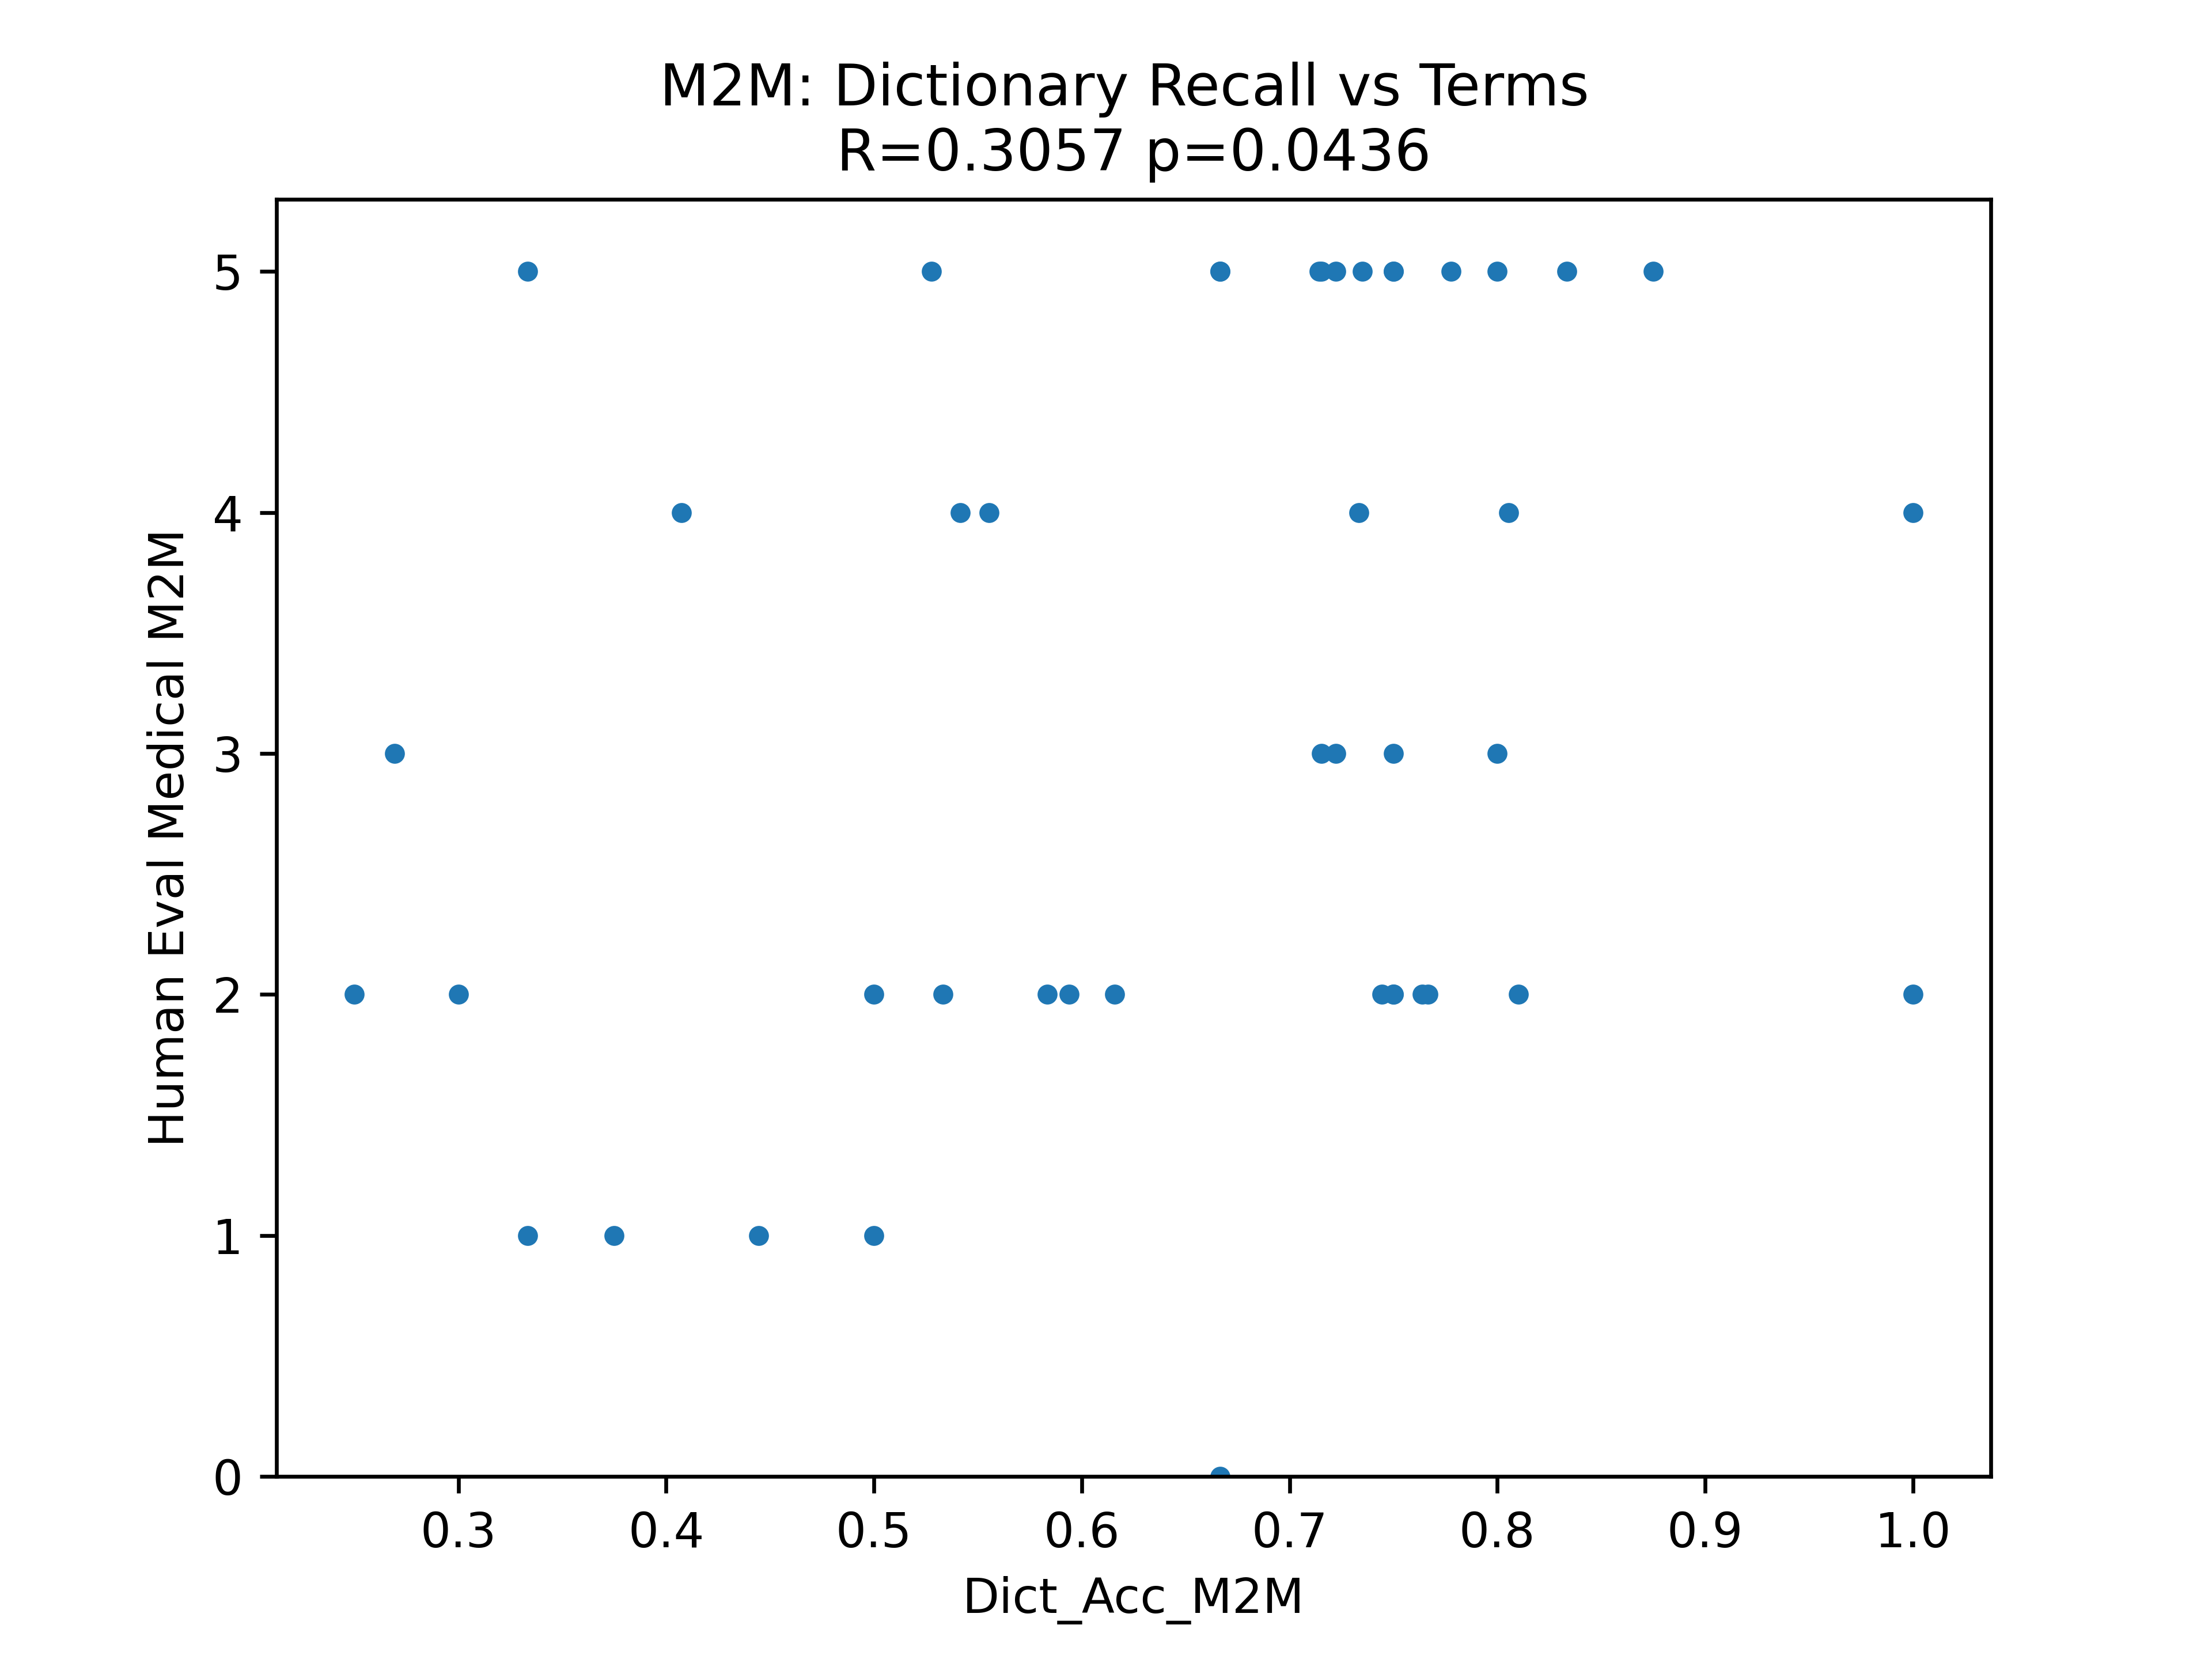 M2M: Dictionary Recall vs Terms
R=0.3057 p=0.0436
Human Eval Medical M2M
5
4
3
2
1
0
0.3 0.4 0.5 0.6 0.7 0.8 0.9 1.0
Dict_Acc_M2M